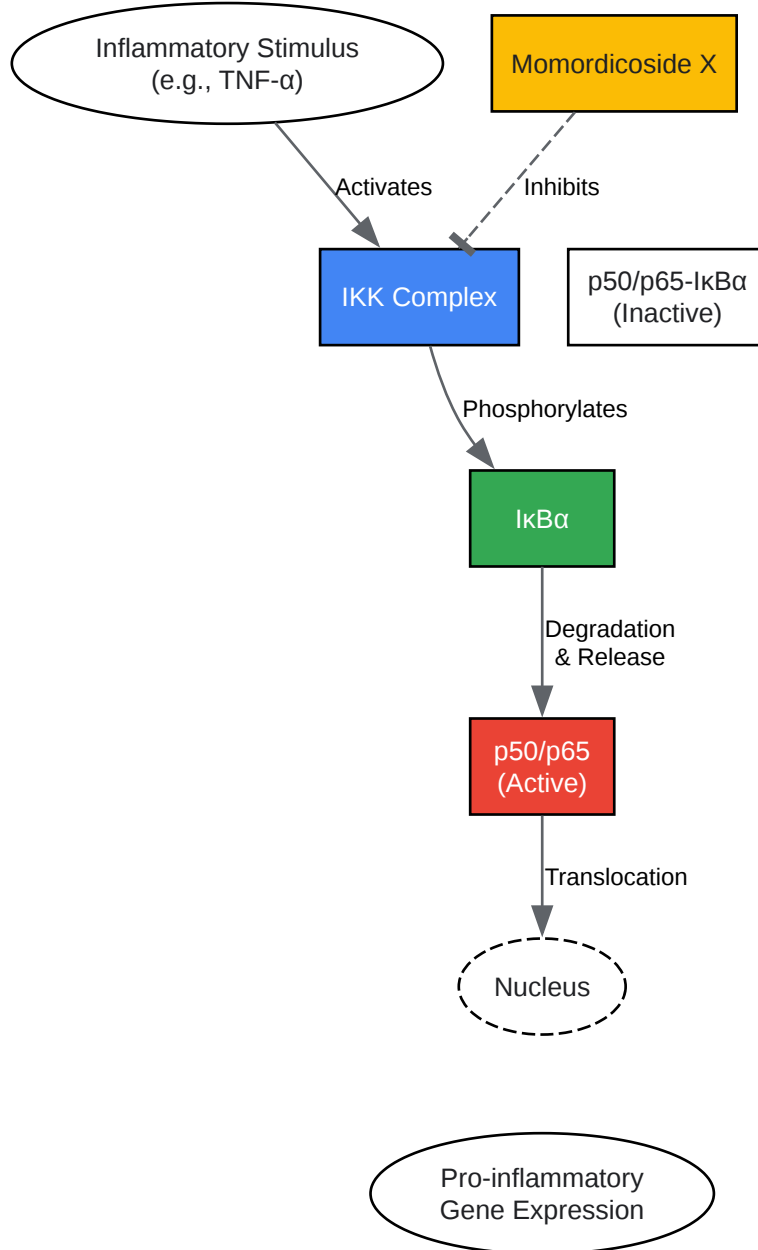 Inflammatory Stimulus
(e.g., TNF-α)
Momordicoside X
Activates
Inhibits
IKK Complex
p50/p65-IκBα
(Inactive)
Phosphorylates
IκBα
Degradation
& Release
p50/p65
(Active)
Translocation
Nucleus
Pro-inflammatory
Gene Expression